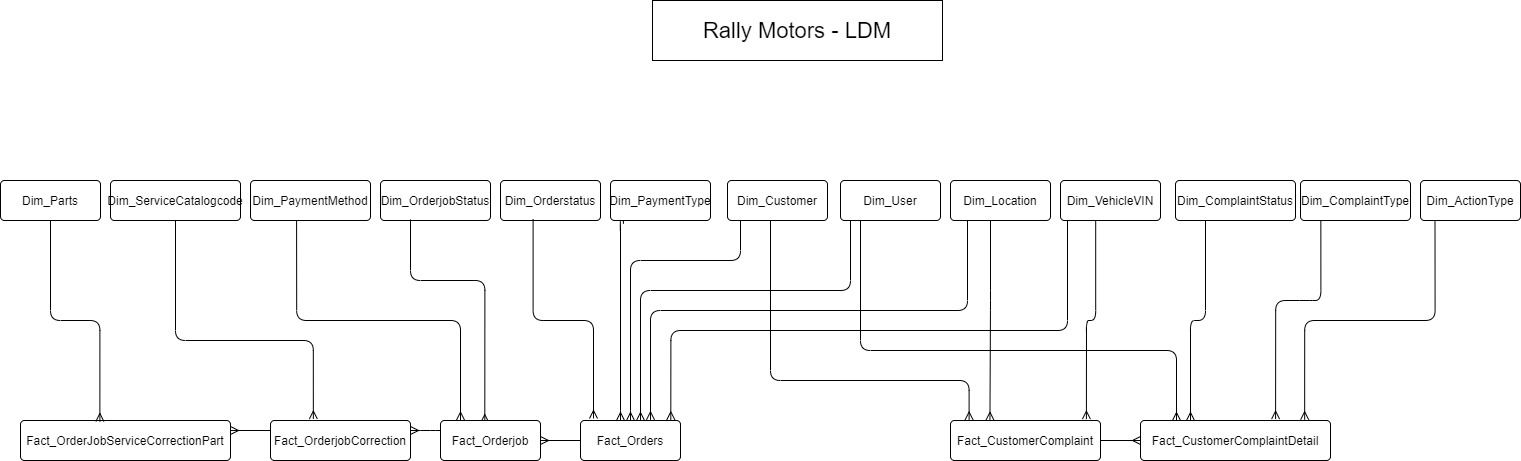 Rally Motors - LDM
Dim_Parts
Dim_ServiceCatalogcode
Dim_PaymentMethod
Dim_OrderjobStatus
Dim_Orderstatus
Dim_PaymentType
Dim_Customer
Dim_User
Dim_Location
Dim_VehicleVIN
Dim_ComplaintStatus
Dim_ComplaintType
Dim_ActionType
Fact_OrderJobServiceCorrectionPart
Fact_OrderjobCorrection
Fact_Orderjob
Fact_Orders
Fact_CustomerComplaint
Fact_CustomerComplaintDetail